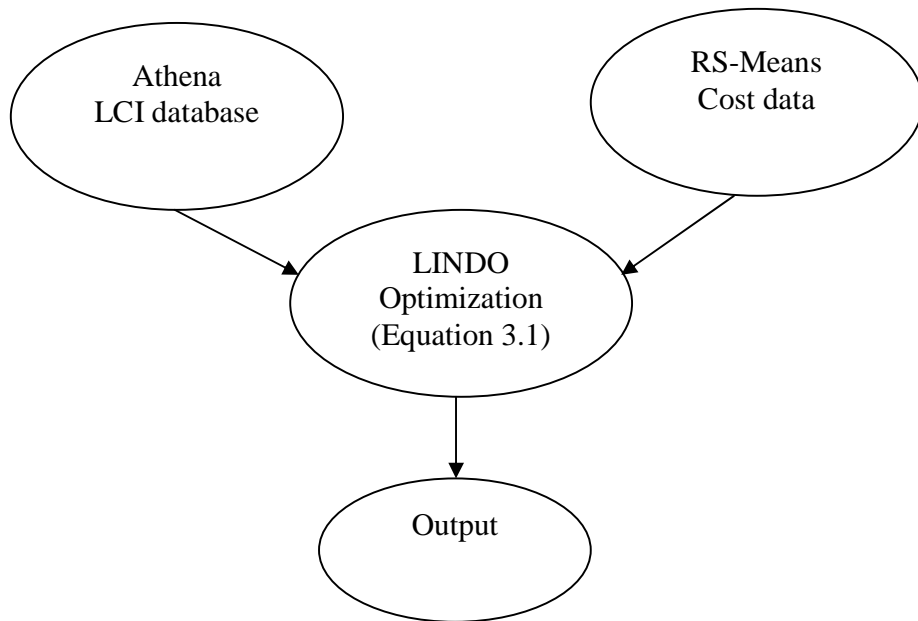 Athena
LCI database
RS-Means
Cost data
LINDO
Optimization
(Equation 3.1)
Output